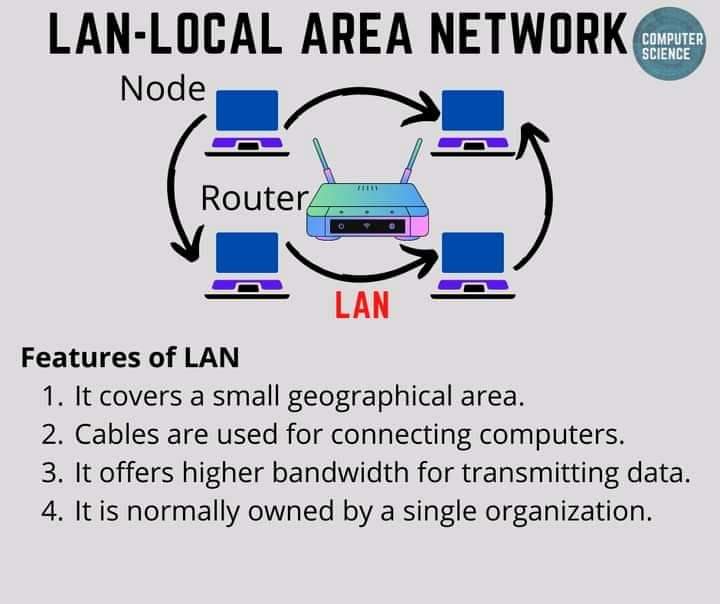 LAN-LOCAL AREA NETWORK
COMPUTER
SCIENCE
Node
Router
LAN
Features of LAN
1. It covers a small geographical area.
2. Cables are used for connecting computers.
3. It offers higher bandwidth for transmitting data.
4. It is normally owned by a single organization.